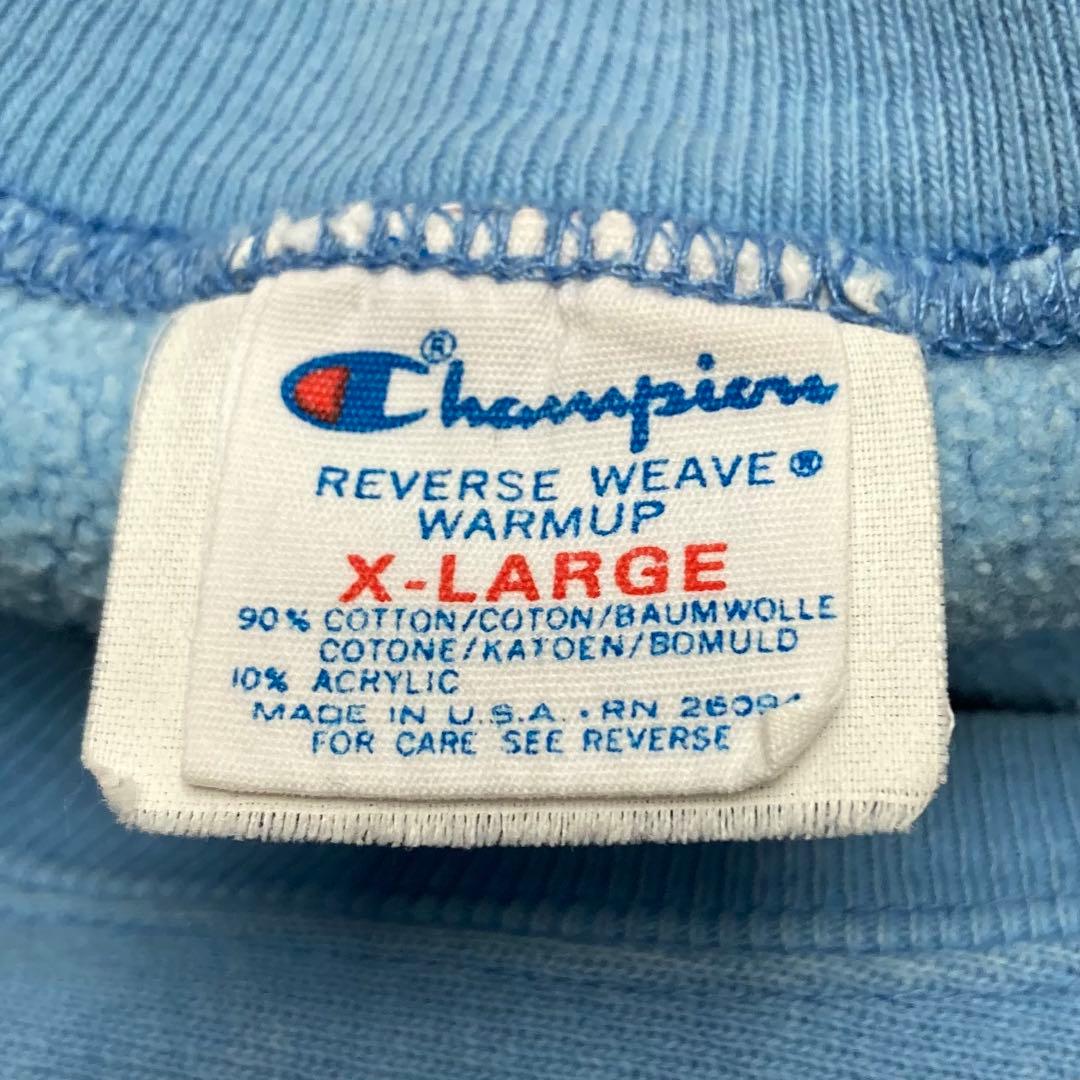 Champion®
REVERSE WEAVE®
WARMUP
X-LARGE
90% COTTON/COTON/BAUMWOLLE
COTONE/KATOEN/BOMULD
10% ACRYLIC
MADE IN U.S.A. • RN
FOR CARE SEE REVERSE